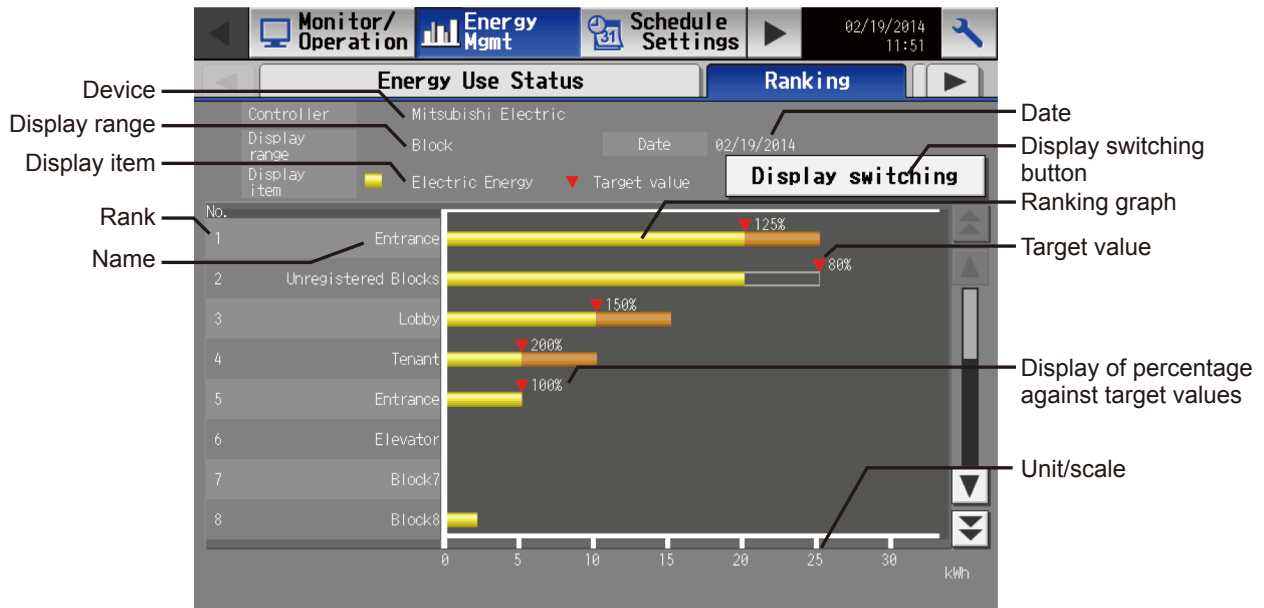 Monitor/
Operation
Energy
Mgmt
31
Schedule
Settings
02/19/2014
11:51
Energy Use Status
Ranking
Device
Controller
Mitsubishi Electric
Date
Display range
Display
range
Block
Date
02/19/2014
Display switching
button
Display item
Display
item
Electric Energy
Target value
Display switching
Ranking graph
Rank
No.
1
Entrance
125%
Name
Target value
2
Unregistered Blocks
80%
3
Lobby
150%
4
Tenant
200%
Display of percentage
against target values
5
Entrance
100%
6
Elevator
7
Block7
Unit/scale
8
Block8
0 5 10 15 20 25 30
kWh